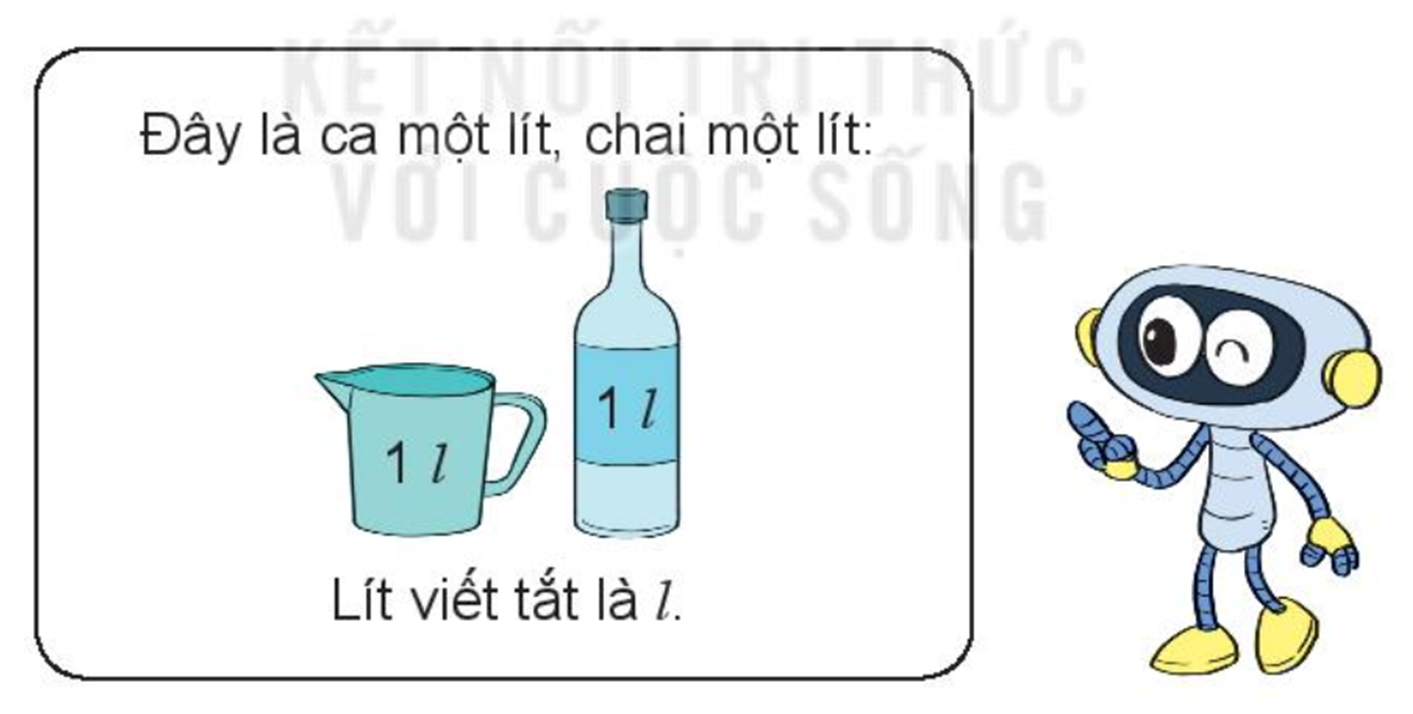 KẾT NỐI TRI THỨC
VỚI CUỘC SỐNG
Đây là ca một lít, chai một lít:
1 l
1 l
Lít viết tắt là l.